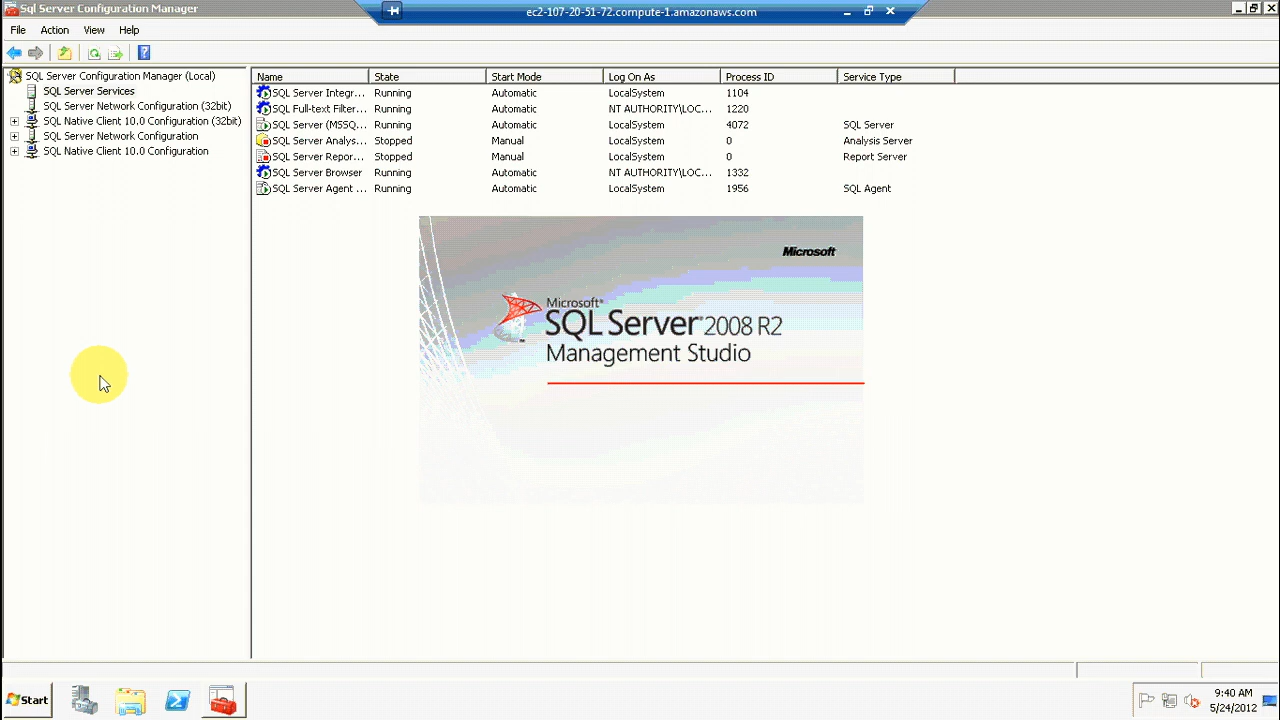 Sql Server Configuration Manager
ec2-107-20-51-72.compute-1.amazonaws.com
File Action View Help
SQL Server Configuration Manager (Local)
SQL Server Services
SQL Server Network Configuration (32bit)
SQL Native Client 10.0 Configuration (32bit)
SQL Server Network Configuration
SQL Native Client 10.0 Configuration
Name State Start Mode Log On As Process ID Service Type
SQL Server Integr... Running Automatic LocalSystem 1104
SQL Full-text Filter... Running Automatic NT AUTHORITY\LOC... 1220
SQL Server (MSSQ... Running Automatic LocalSystem 4072 SQL Server
SQL Server Analys... Stopped Manual LocalSystem 0 Analysis Server
SQL Server Repor... Stopped Manual LocalSystem 0 Report Server
SQL Server Browser Running Automatic NT AUTHORITY\LOC... 1332
SQL Server Agent ... Running Automatic LocalSystem 1956 SQL Agent
Microsoft
Microsoft®
SQL Server® 2008 R2
Management Studio
Start
9:40 AM
5/24/2012